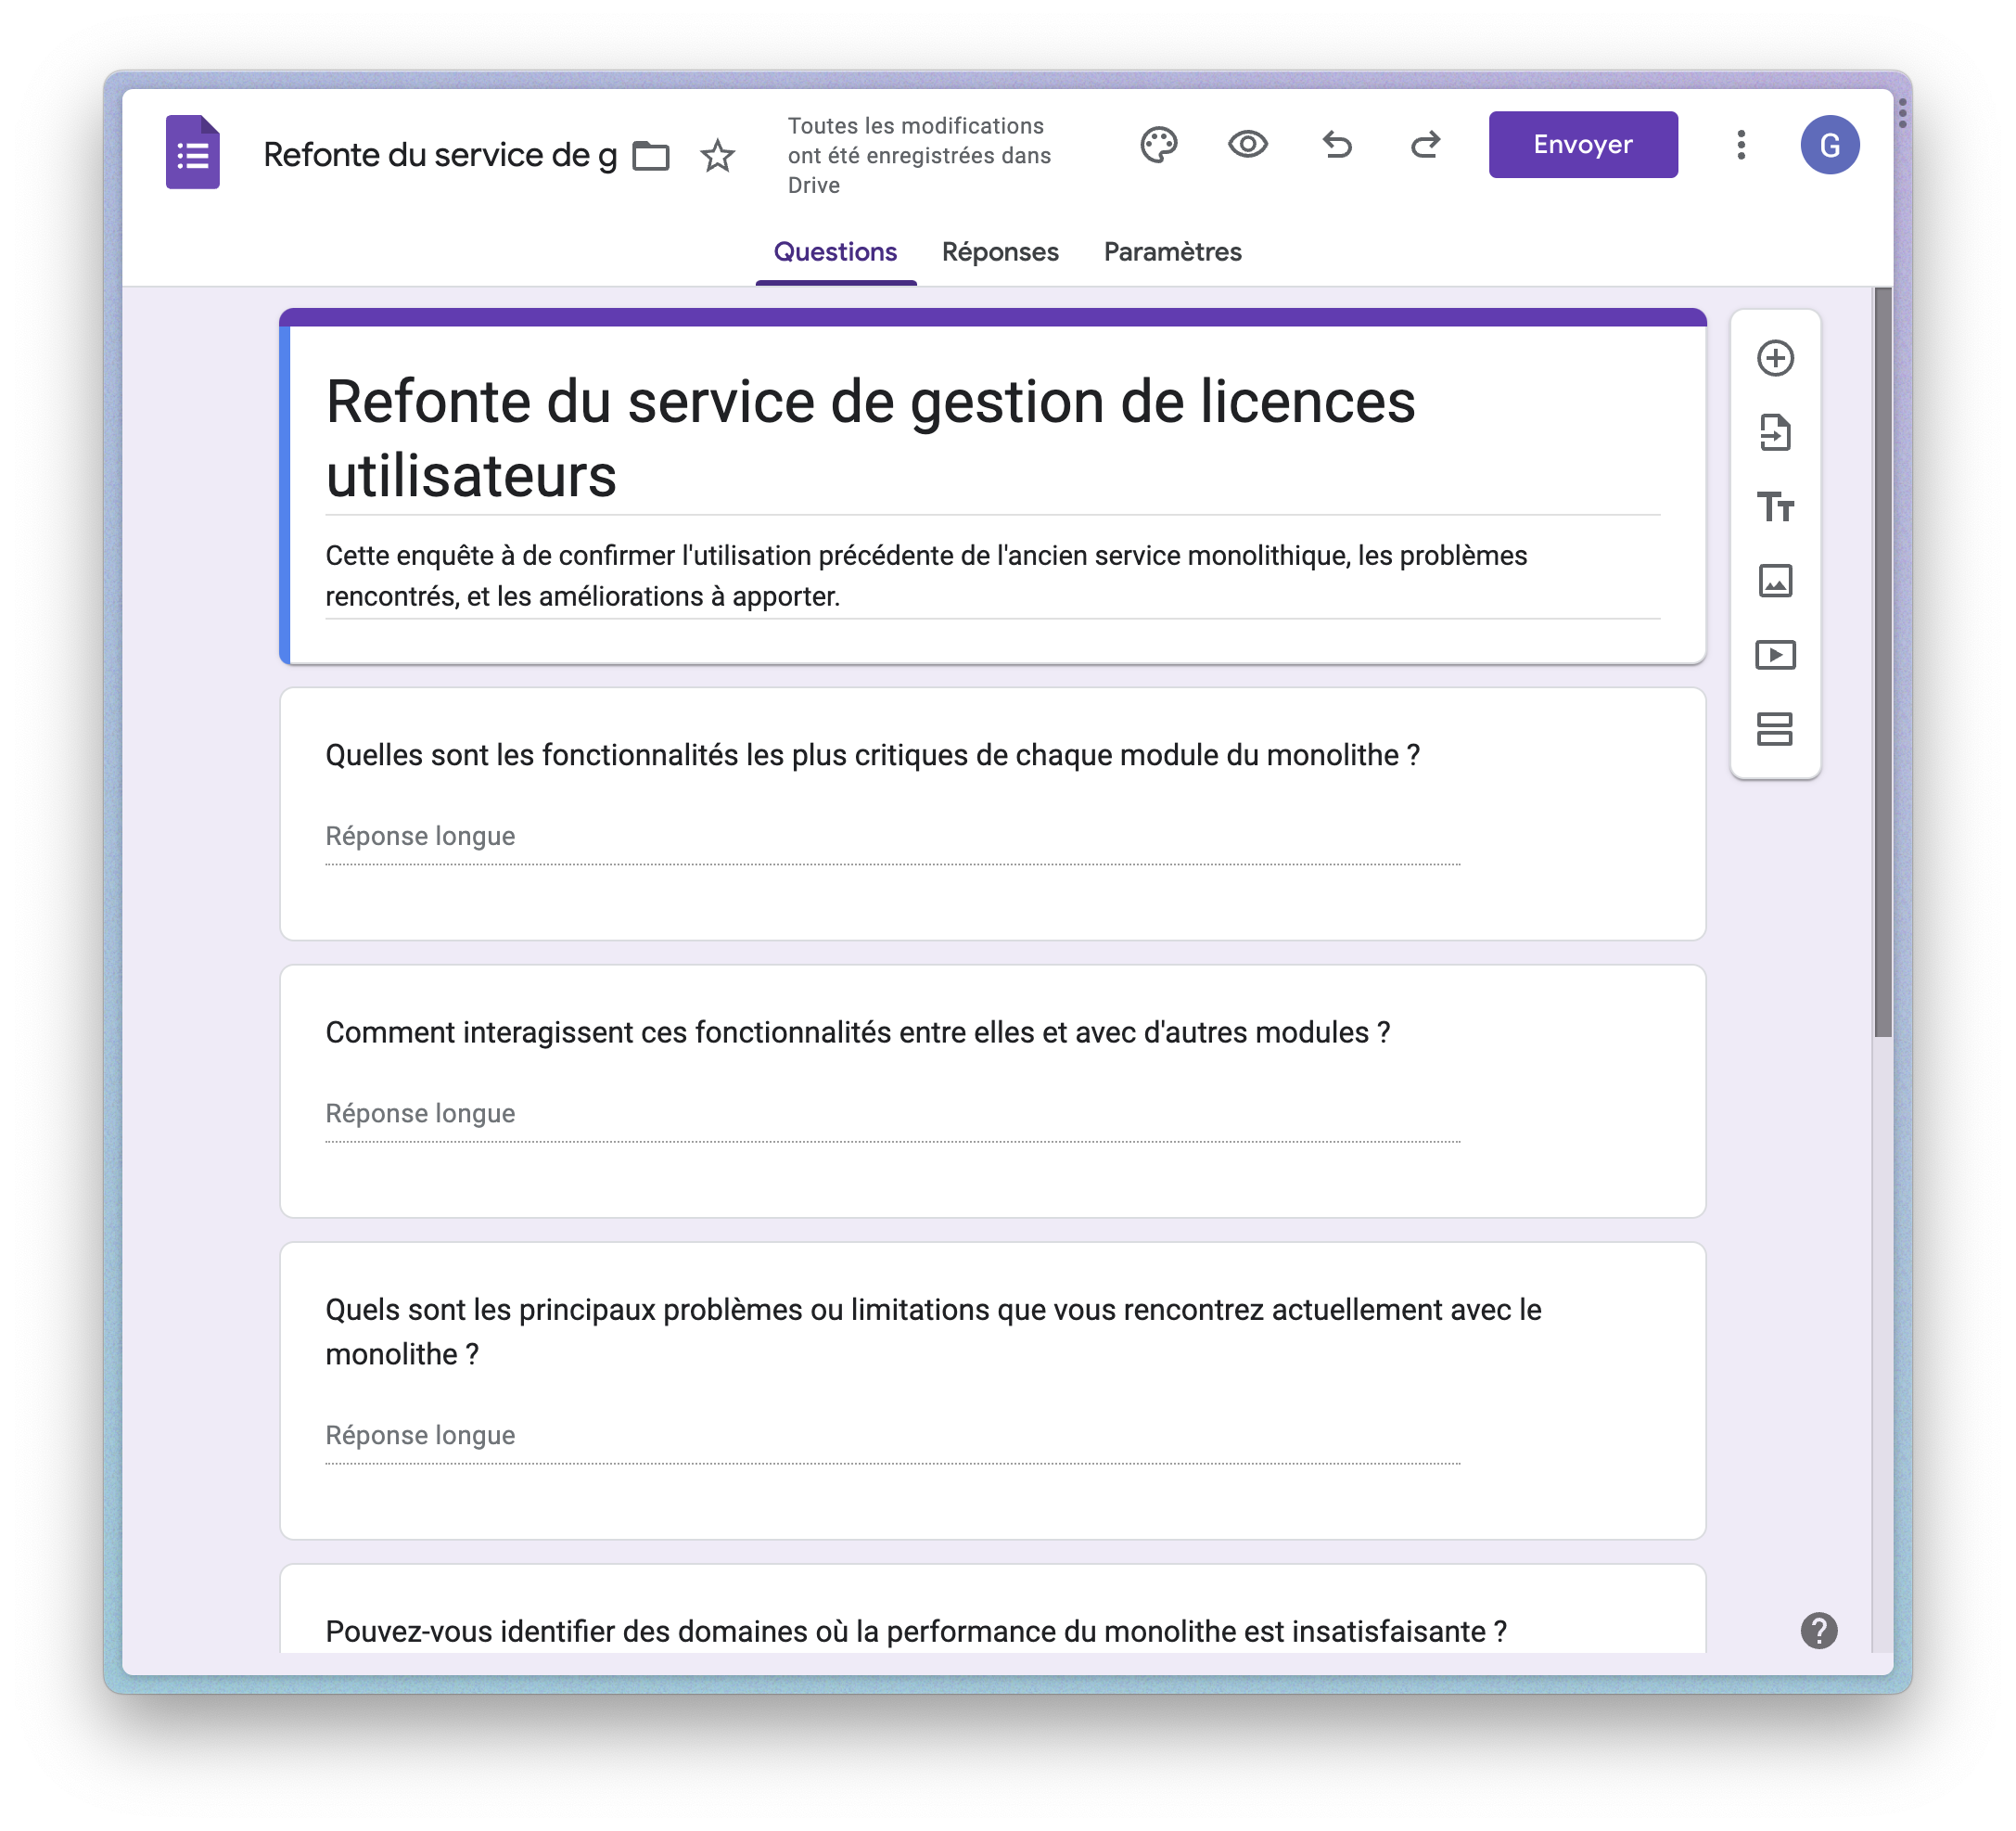 Refonte du service de g
Toutes les modifications
ont été enregistrées dans
Drive
Envoyer
G
Questions
Réponses
Paramètres
Refonte du service de gestion de licences
utilisateurs
Cette enquête à de confirmer l'utilisation précédente de l'ancien service monolithique, les problèmes
rencontrés, et les améliorations à apporter.
Quelles sont les fonctionnalités les plus critiques de chaque module du monolithe ?
Réponse longue
Comment interagissent ces fonctionnalités entre elles et avec d'autres modules ?
Réponse longue
Quels sont les principaux problèmes ou limitations que vous rencontrez actuellement avec le
monolithe ?
Réponse longue
Pouvez-vous identifier des domaines où la performance du monolithe est insatisfaisante ?